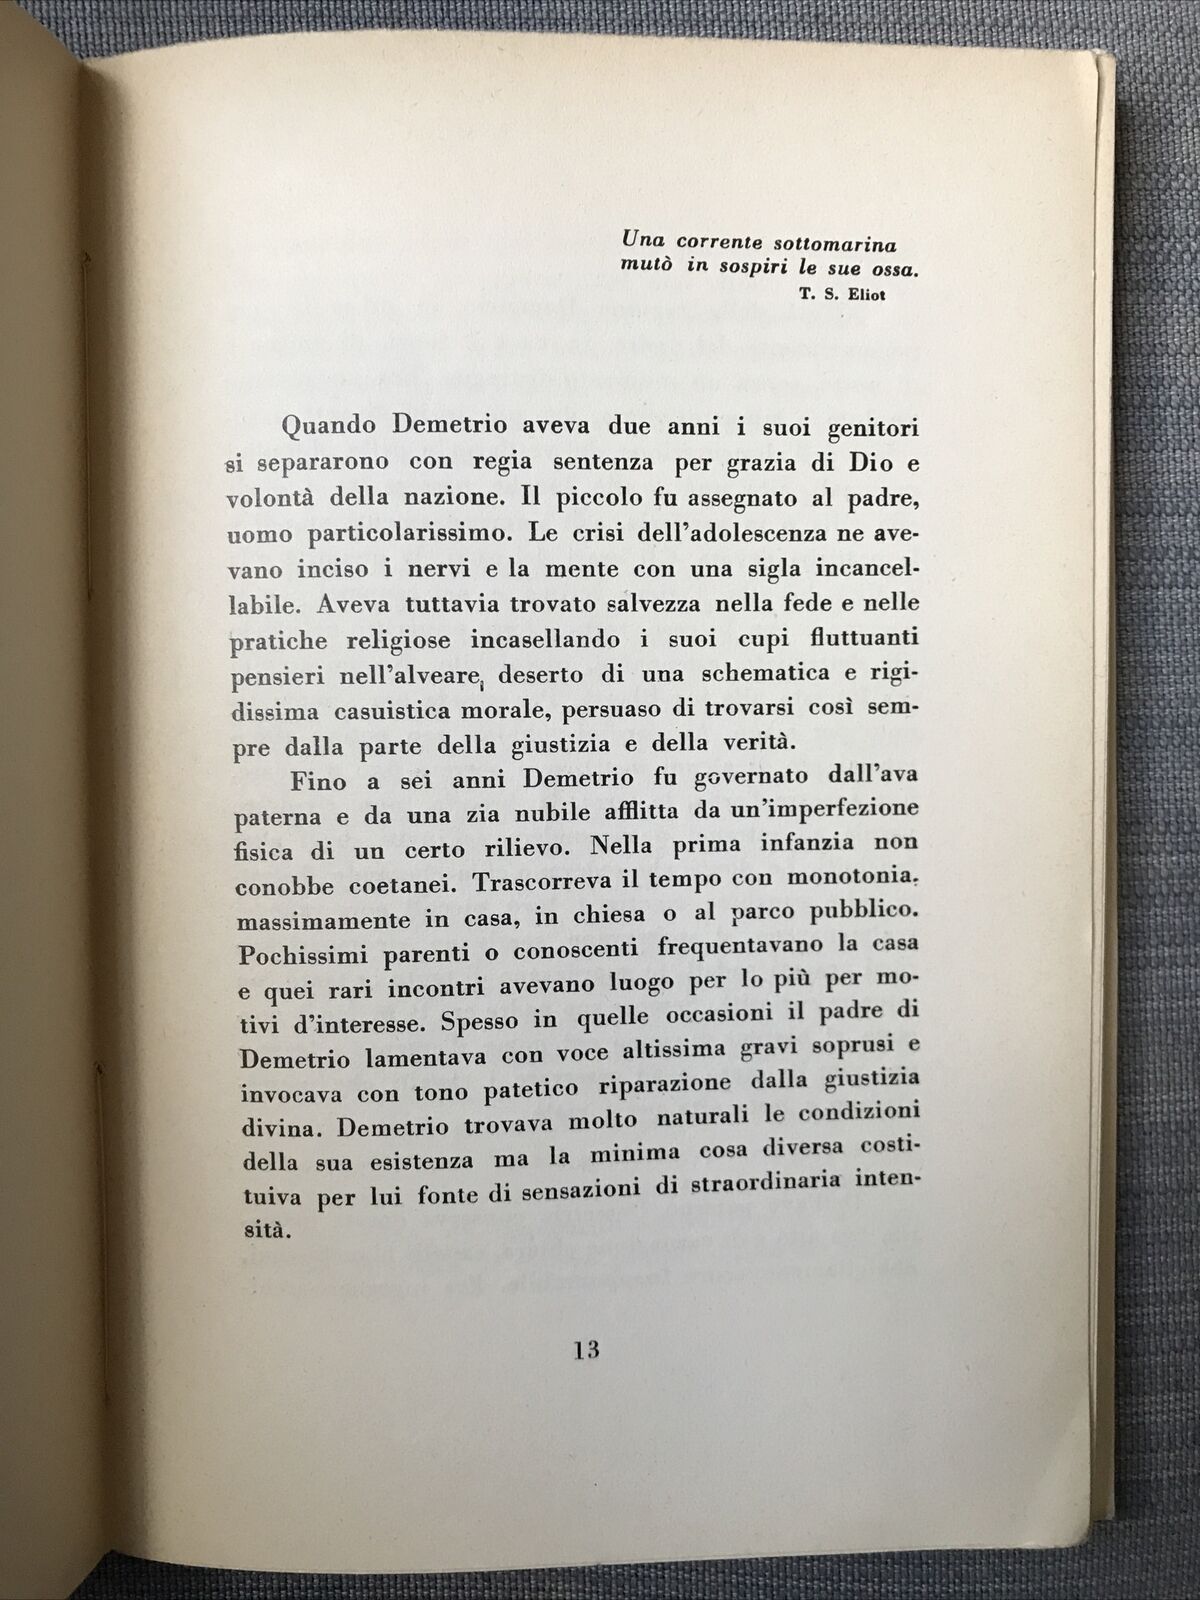 Una corrente sottomarina
mutò in sospiri le sue ossa.
T. S. Eliot
Quando Demetrio aveva due anni i suoi genitori
si separarono con regia sentenza per grazia di Dio e
volontà della nazione. Il piccolo fu assegnato al padre,
uomo particolarissimo. Le crisi dell'adolescenza ne ave-
vano inciso i nervi e la mente con una sigla incancel-
labile. Aveva tuttavia trovato salvezza nella fede e nelle
pratiche religiose incasellando i suoi cupi fluttuanti
pensieri nell'alveare, deserto di una schematica e rigi-
dissima casuistica morale, persuaso di trovarsi così sem-
pre dalla parte della giustizia e della verità.
Fino a sei anni Demetrio fu governato dall'ava
paterna e da una zia nubile afflitta da un'imperfezione
fisica di un certo rilievo. Nella prima infanzia non
conobbe coetanei. Trascorreva il tempo con monotonia,
massimamente in casa, in chiesa o al parco pubblico.
Pochissimi parenti o conoscenti frequentavano la casa
e quei rari incontri avevano luogo per lo più per mo-
tivi d'interesse. Spesso in quelle occasioni il padre di
Demetrio lamentava con voce altissima gravi soprusi e
invocava con tono patetico riparazione dalla giustizia
divina. Demetrio trovava molto naturali le condizioni
della sua esistenza ma la minima cosa diversa costi-
tuiva per lui fonte di sensazioni di straordinaria inten-
sità.
13